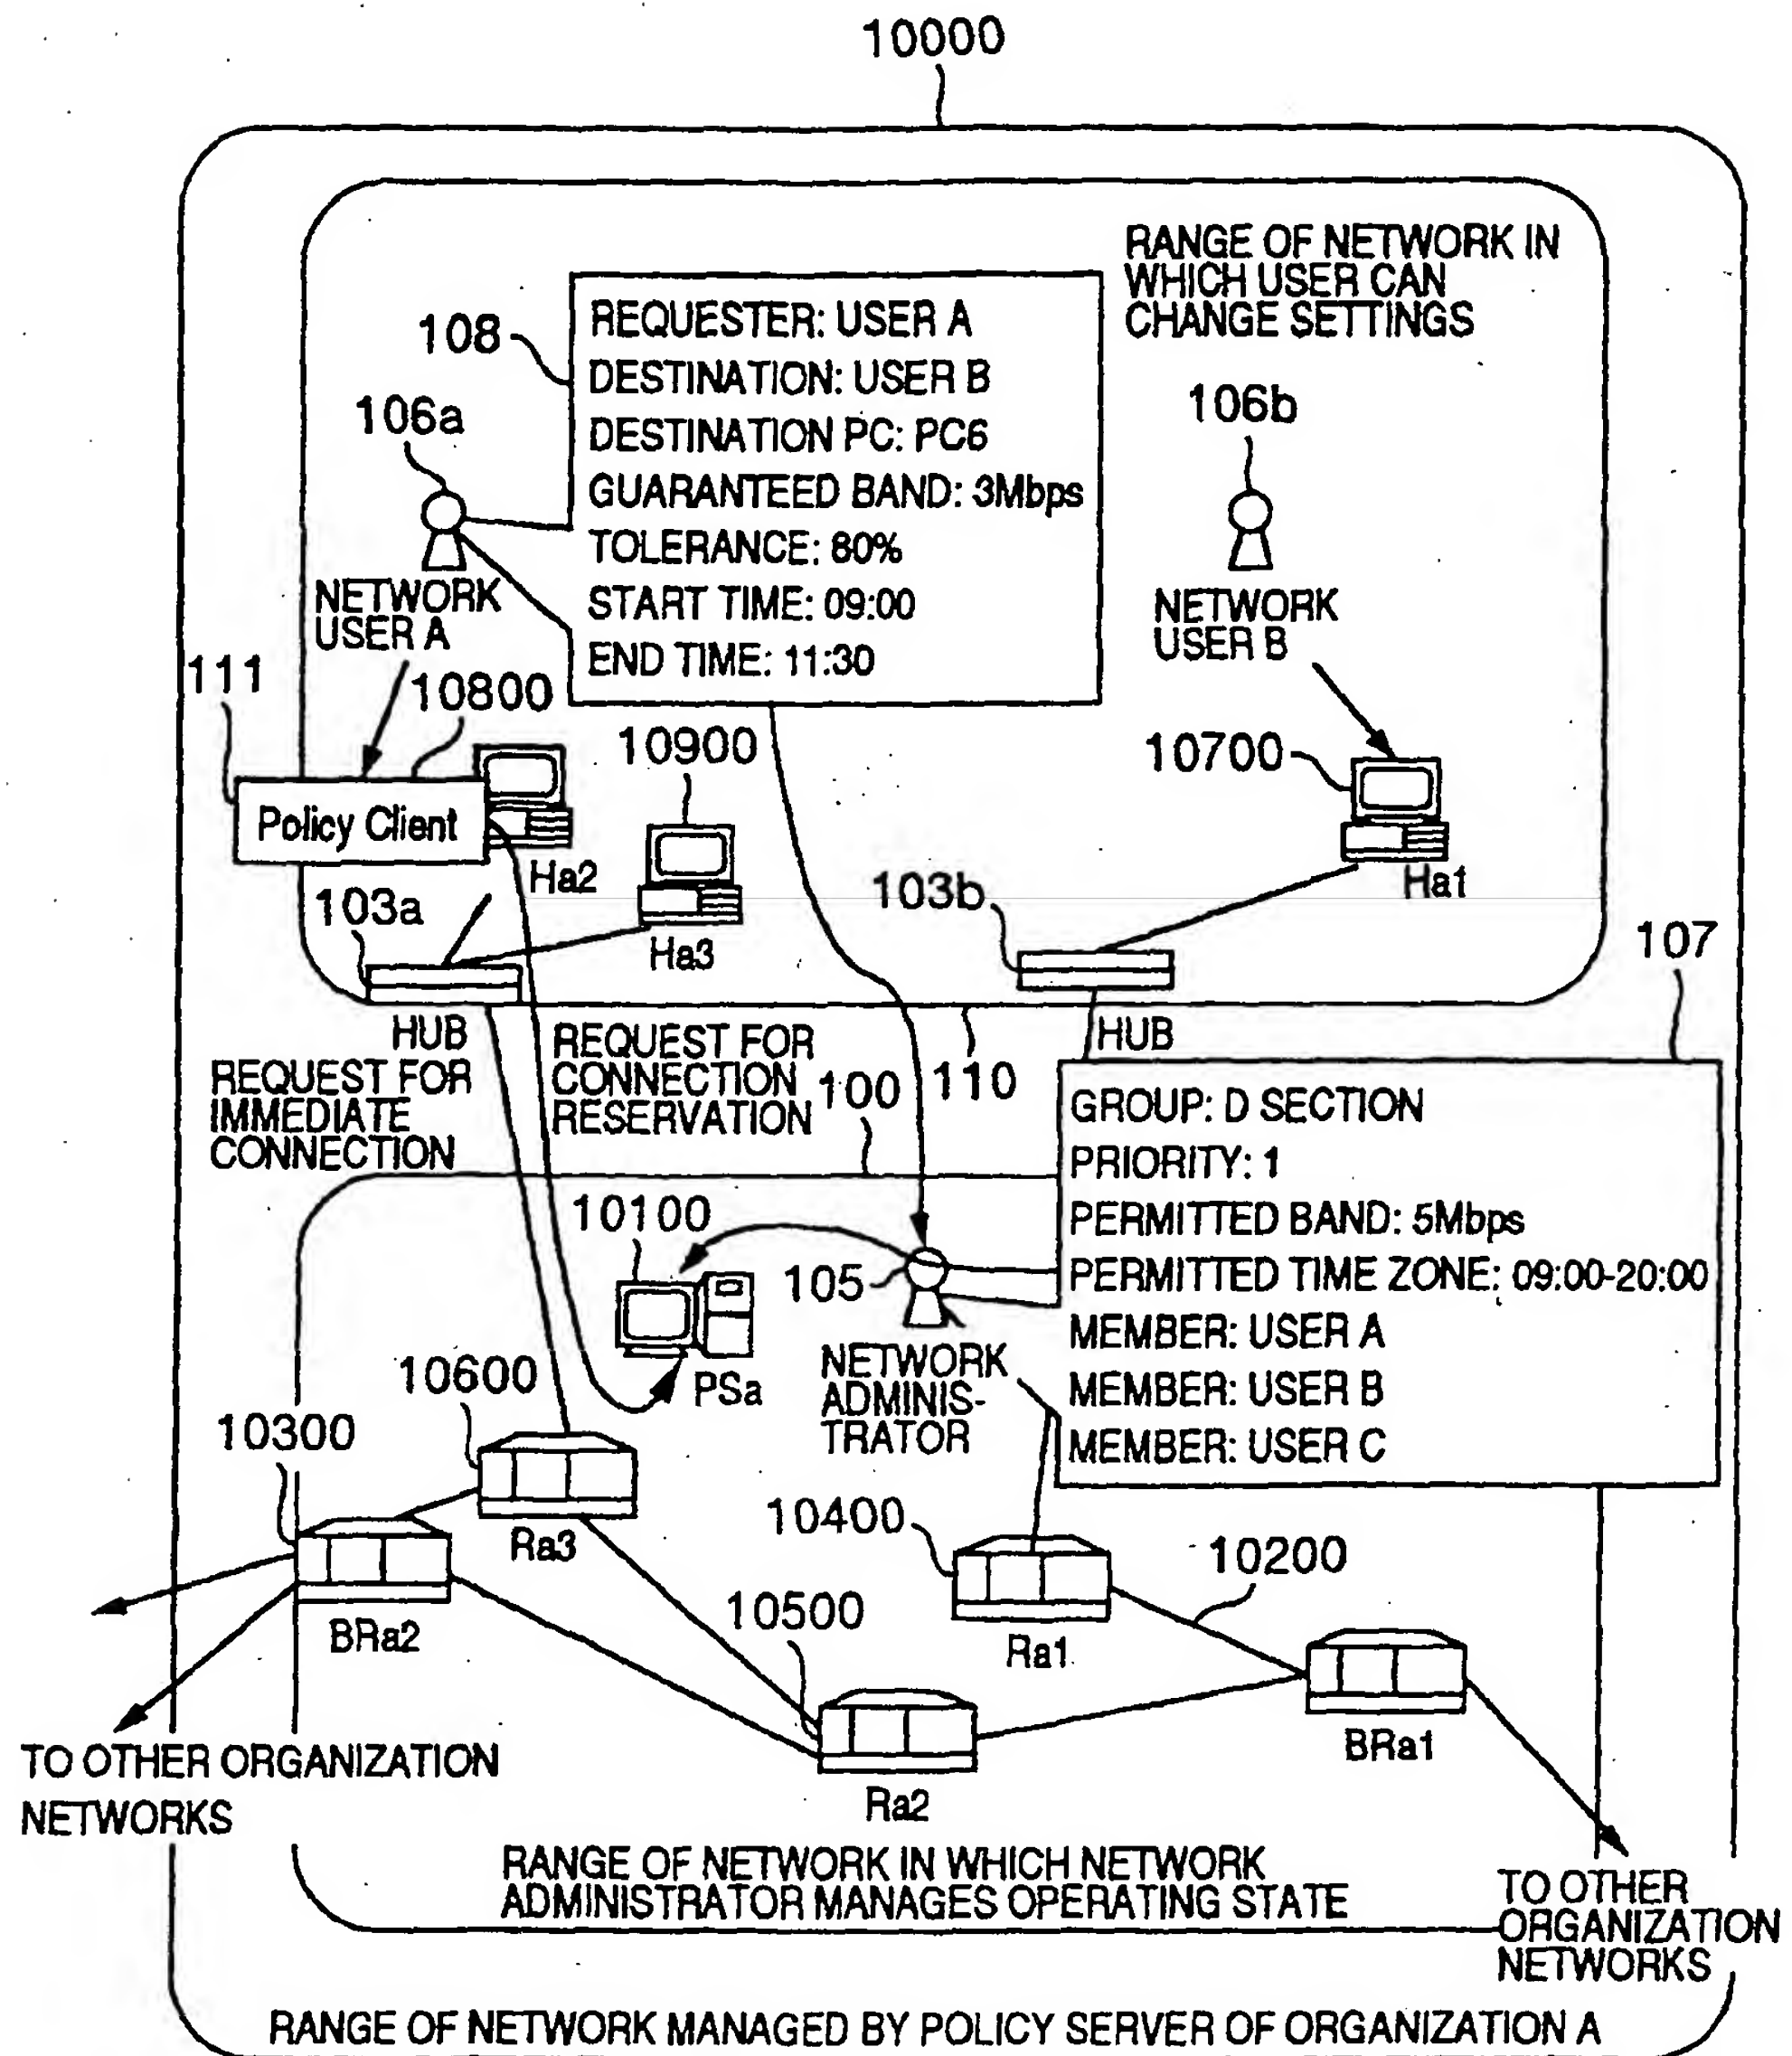 10000
RANGE OF NETWORK IN
WHICH USER CAN
CHANGE SETTINGS
108
REQUESTER: USER A
DESTINATION: USER B
DESTINATION PC: PC6
GUARANTEED BAND: 3Mbps
TOLERANCE: 80%
START TIME: 09:00
END TIME: 11:30
106a
NETWORK
USER A
106b
NETWORK
USER B
111
10800
Policy Client
Ha2
10900
Ha3
10700
Ha1
103a
HUB
103b
HUB
107
REQUEST FOR
IMMEDIATE
CONNECTION
REQUEST FOR
CONNECTION
RESERVATION
100
110
GROUP: D SECTION
PRIORITY: 1
PERMITTED BAND: 5Mbps
PERMITTED TIME ZONE: 09:00-20:00
MEMBER: USER A
MEMBER: USER B
MEMBER: USER C
10100
PSa
105
NETWORK
ADMINIS-
TRATOR
10600
Ra3
10300
BRa2
10400
Ra1
10200
10500
Ra2
BRa1
TO OTHER ORGANIZATION
NETWORKS
RANGE OF NETWORK IN WHICH NETWORK
ADMINISTRATOR MANAGES OPERATING STATE
TO OTHER
ORGANIZATION
NETWORKS
RANGE OF NETWORK MANAGED BY POLICY SERVER OF ORGANIZATION A